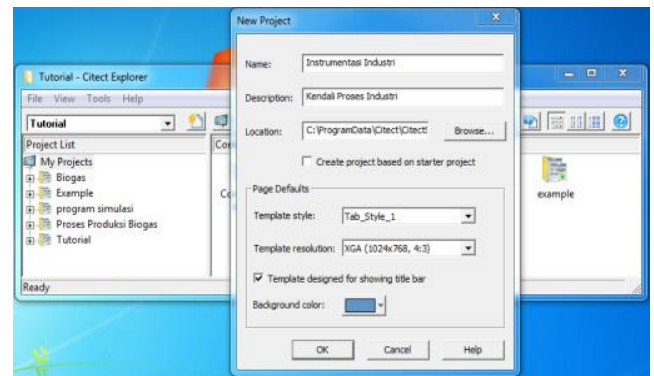 New Project
Name: Instrumentasi Industri
Description: Kendali Proses Industri
Location: C:\ProgramData\Citect\Citect! Browse...
Create project based on starter project
Page Defaults
Template style: Tab_Style_1
Template resolution: XGA (1024x768, 4:3)
Template designed for showing title bar
Background color:
OK Cancel Help
Tutorial - Citect Explorer
File View Tools Help
Tutorial
Project List
My Projects
Biogas
Example
program simulasi
Proses Produksi Biogas
Tutorial
example
Ready